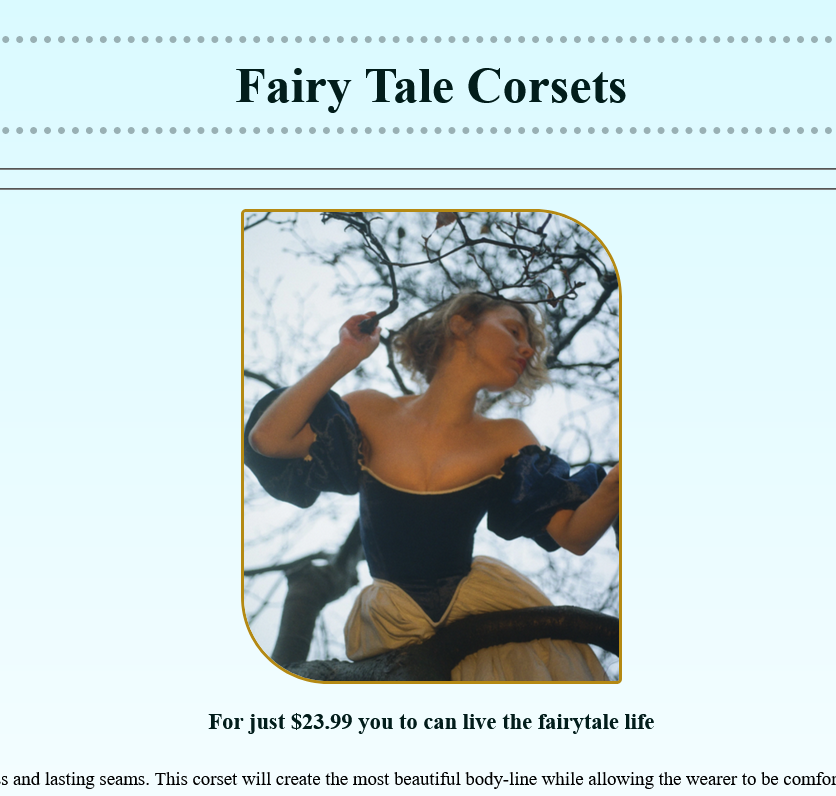 Fairy Tale Corsets
For just $23.99 you to can live the fairytale life
and lasting seams. This corset will create the most beautiful body-line while allowing the wearer to be